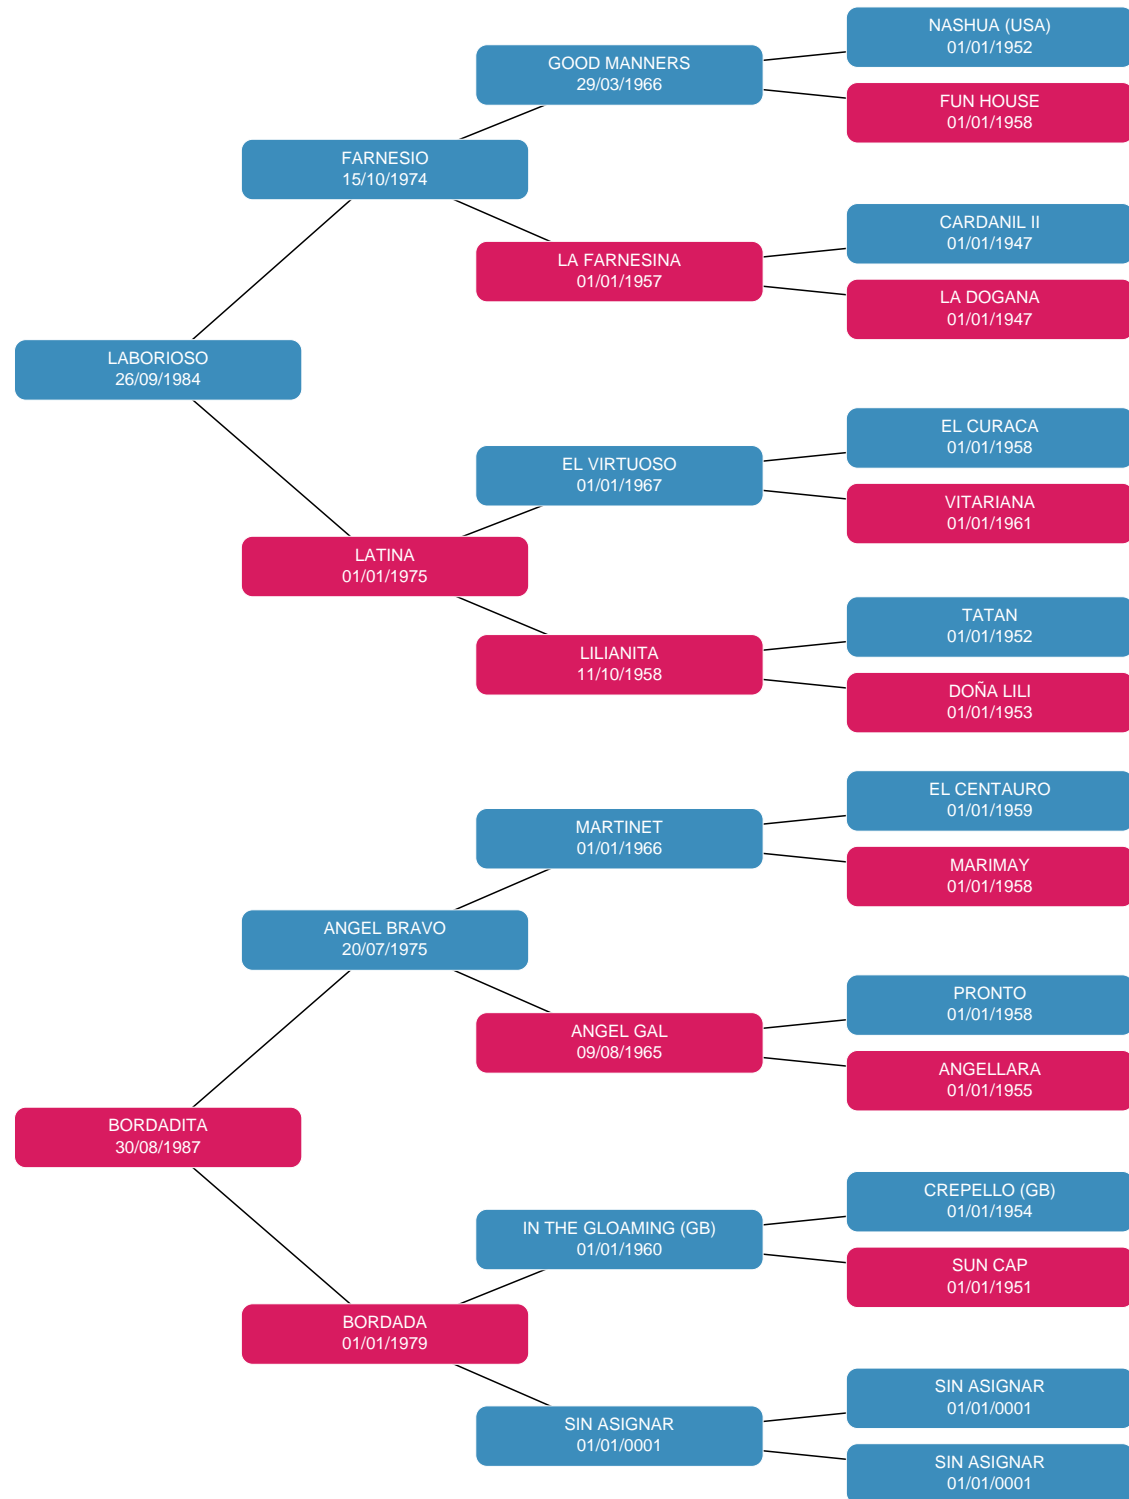 NASHUA (USA)
01/01/1952
GOOD MANNERS
29/03/1966
FUN HOUSE
01/01/1958
FARNESIO
15/10/1974
CARDANIL II
01/01/1947
LA FARNESINA
01/01/1957
LA DOGANA
01/01/1947
LABORIOSO
26/09/1984
EL CURACA
01/01/1958
EL VIRTUOSO
01/01/1967
VITARIANA
01/01/1961
LATINA
01/01/1975
TATAN
01/01/1952
LILIANITA
11/10/1958
DOÑA LILI
01/01/1953
EL CENTAURO
01/01/1959
MARTINET
01/01/1966
MARIMAY
01/01/1958
ANGEL BRAVO
20/07/1975
PRONTO
01/01/1958
ANGEL GAL
09/08/1965
ANGELLARA
01/01/1955
BORDADITA
30/08/1987
CREPELLO (GB)
01/01/1954
IN THE GLOAMING (GB)
01/01/1960
SUN CAP
01/01/1951
BORDADA
01/01/1979
SIN ASIGNAR
01/01/0001
SIN ASIGNAR
01/01/0001
SIN ASIGNAR
01/01/0001